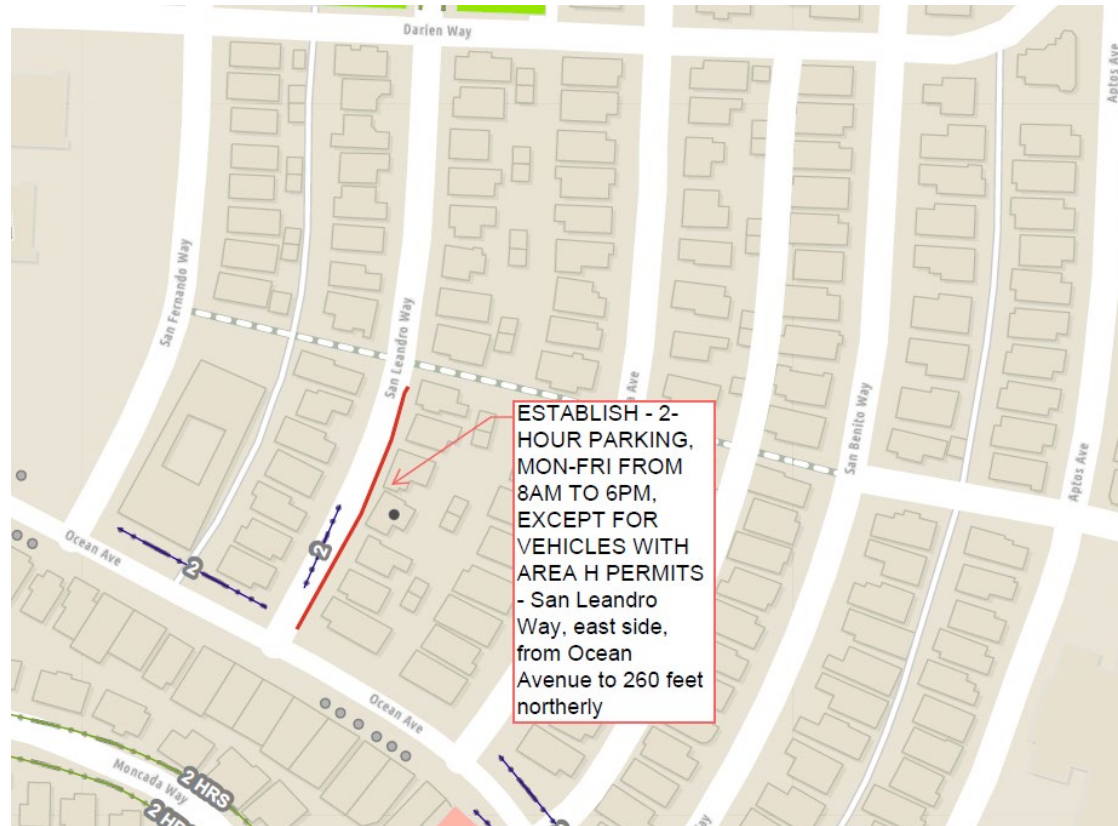 Darien Way
Aptos Ave
San Fernando Way
San Leandro Way
a Ave
ESTABLISH - 2-
HOUR PARKING,
MON-FRI FROM
8AM TO 6PM,
EXCEPT FOR
VEHICLES WITH
AREA H PERMITS
- San Leandro
Way, east side,
from Ocean
Avenue to 260 feet
northerly
San Benito Way
Aptos Ave
Ocean Ave
2
2
Ocean Ave
Moncada Way
2 HRS
2 HR
ay